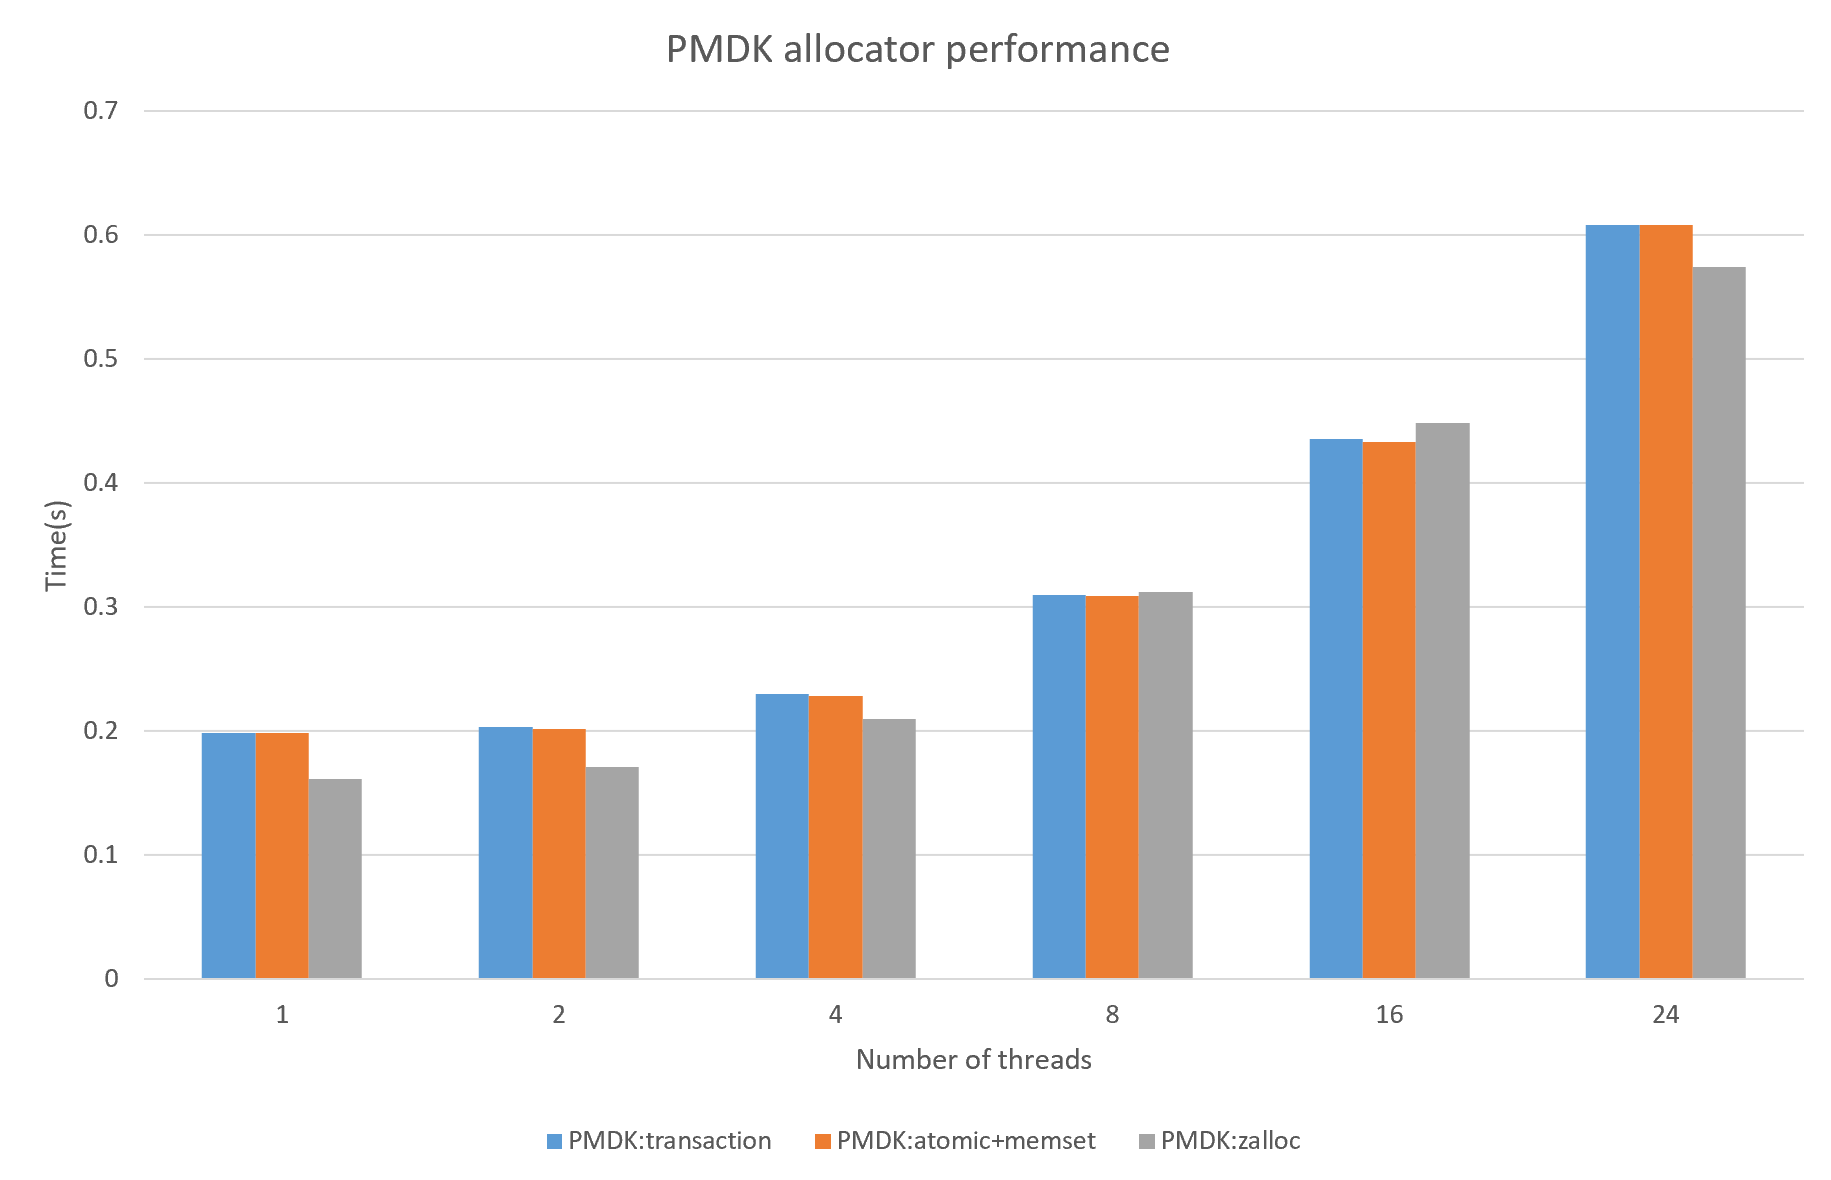 PMDK allocator performance
0.7
0.6
0.5
0.4
0.3
0.2
0.1
0
Time(s)
1 2 4 8 16 24
Number of threads
PMDK:transaction PMDK:atomic+memset PMDK:zalloc